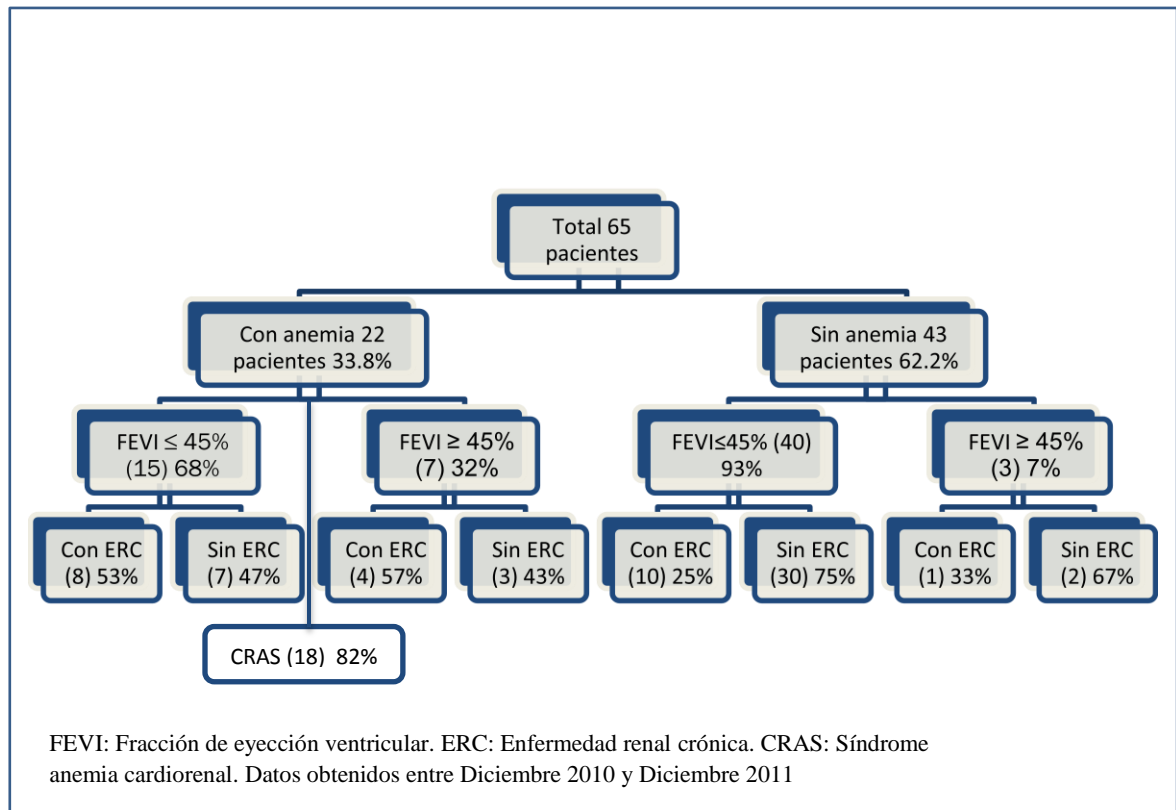 Total 65
pacientes
Con anemia 22
pacientes 33.8%
Sin anemia 43
pacientes 62.2%
FEVI ≤ 45%
(15) 68%
FEVI ≥ 45%
(7) 32%
FEVI≤45% (40)
93%
FEVI ≥ 45%
(3) 7%
Con ERC
(8) 53%
Sin ERC
(7) 47%
Con ERC
(4) 57%
Sin ERC
(3) 43%
Con ERC
(10) 25%
Sin ERC
(30) 75%
Con ERC
(1) 33%
Sin ERC
(2) 67%
CRAS (18) 82%
FEVI: Fracción de eyección ventricular. ERC: Enfermedad renal crónica. CRAS: Síndrome
anemia cardiorenal. Datos obtenidos entre Diciembre 2010 y Diciembre 2011